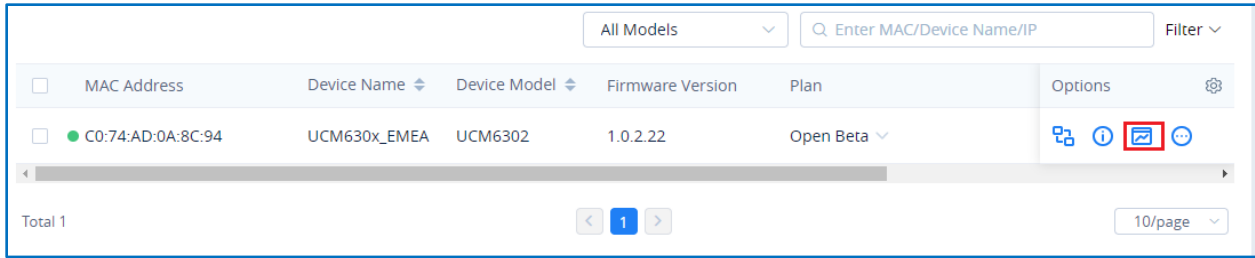 All Models Enter MAC/Device Name/IP Filter
MAC Address Device Name Device Model Firmware Version Plan Options
C0:74:AD:0A:8C:94 UCM630x_EMEA UCM6302 1.0.2.22 Open Beta
Total 1 1 10/page